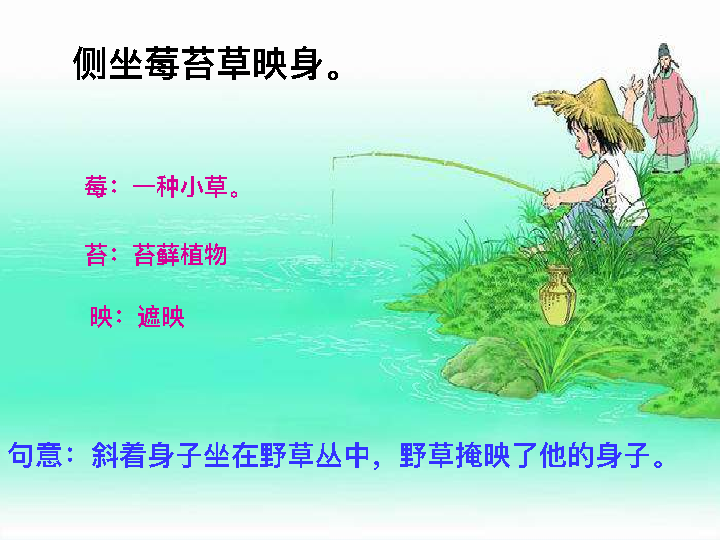 侧坐莓苔草映身。
莓：一种小草。
苔：苔藓植物
映：遮映
句意：斜着身子坐在野草丛中，野草掩映了他的身子。